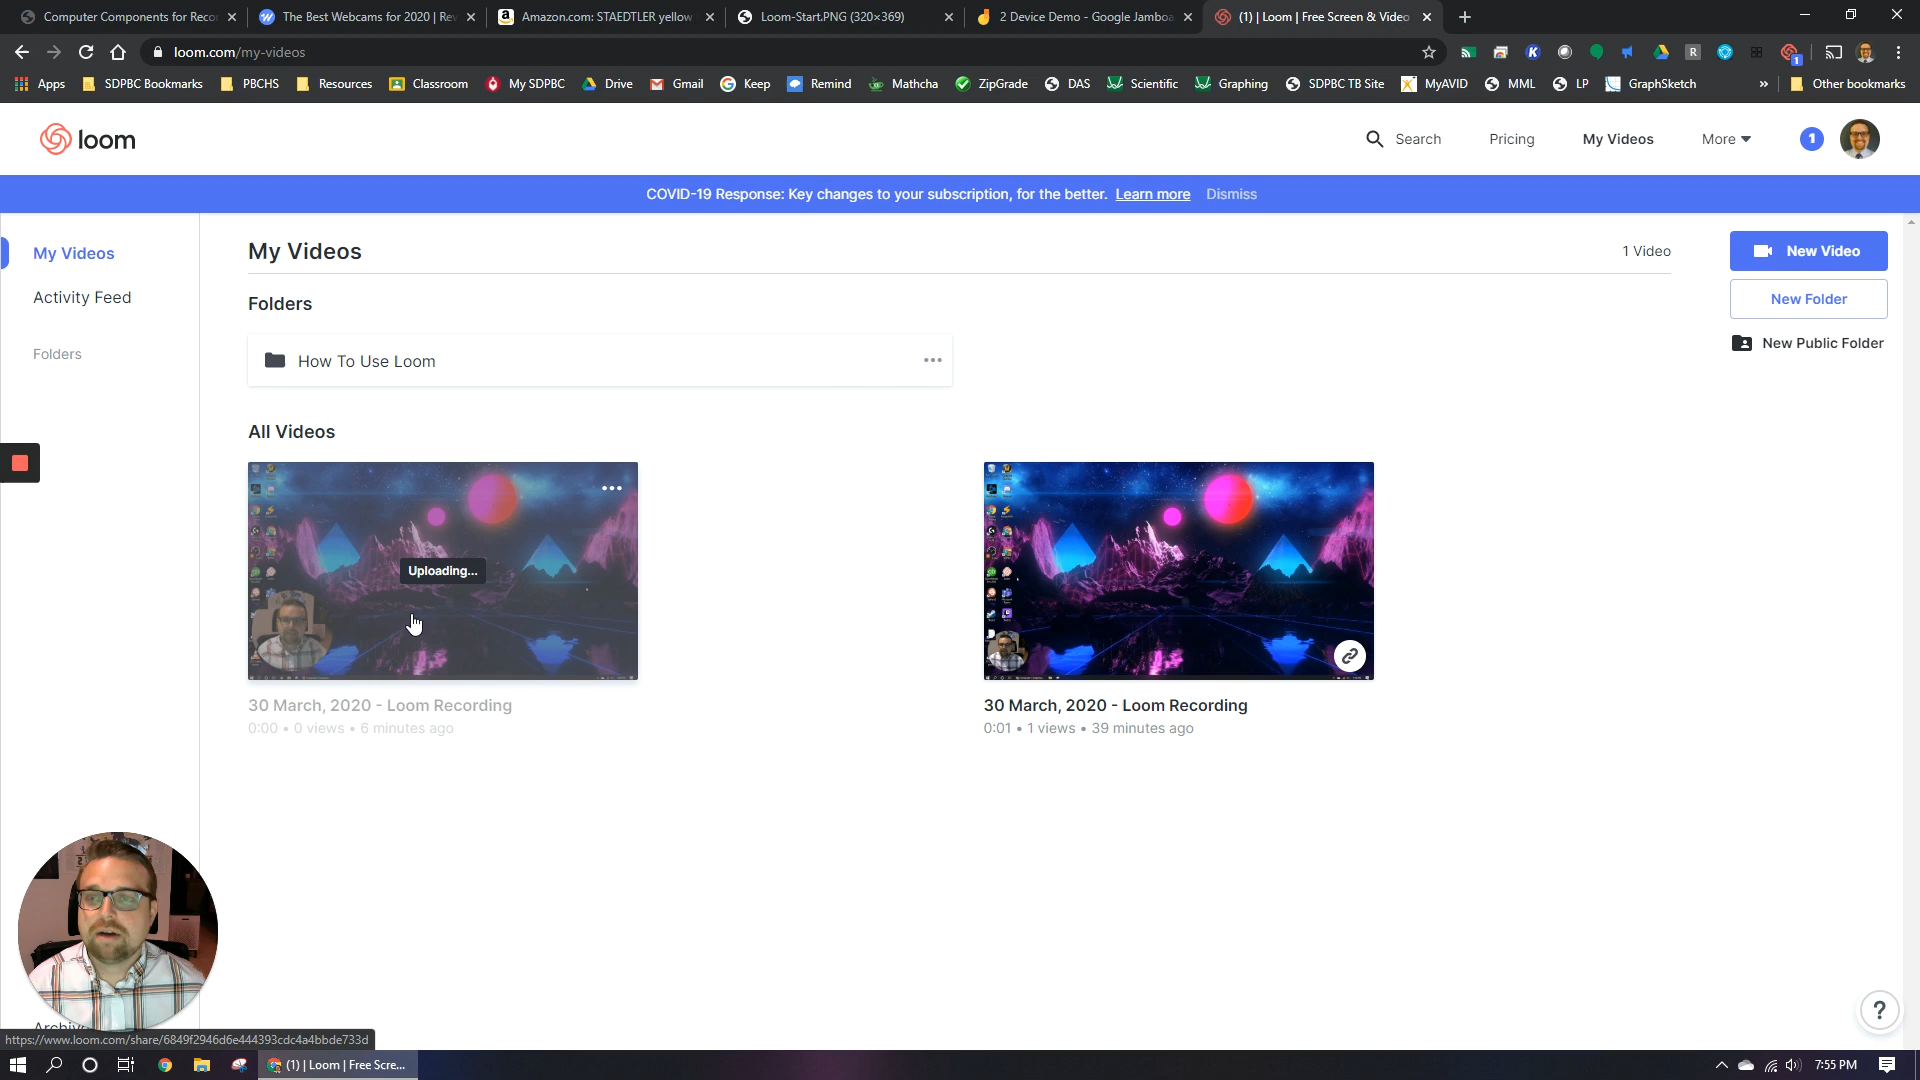 Computer Components for Recor
The Best Webcams for 2020 | Rev
Amazon.com: STAEDTLER yellow
Loom-Start.PNG (320×369)
2 Device Demo - Google Jamboa
(1) | Loom | Free Screen & Video
loom.com/my-videos
Apps
SDPBC Bookmarks
PBCHS
Resources
Classroom
My SDPBC
Drive
Gmail
Keep
Remind
Mathcha
ZipGrade
DAS
Scientific
Graphing
SDPBC TB Site
MyAVID
MML
LP
GraphSketch
»
Other bookmarks
loom
Search
Pricing
My Videos
More
1
COVID-19 Response: Key changes to your subscription, for the better. Learn more Dismiss
My Videos
Activity Feed
Folders
My Videos
1 Video
New Video
New Folder
New Public Folder
Folders
How To Use Loom
All Videos
Uploading...
30 March, 2020 - Loom Recording
0:00 • 0 views • 6 minutes ago
30 March, 2020 - Loom Recording
0:01 • 1 views • 39 minutes ago
?
https://www.loom.com/share/6849f2946d6e444393cdc4a4bbde733d
(1) | Loom | Free Scre...
7:55 PM